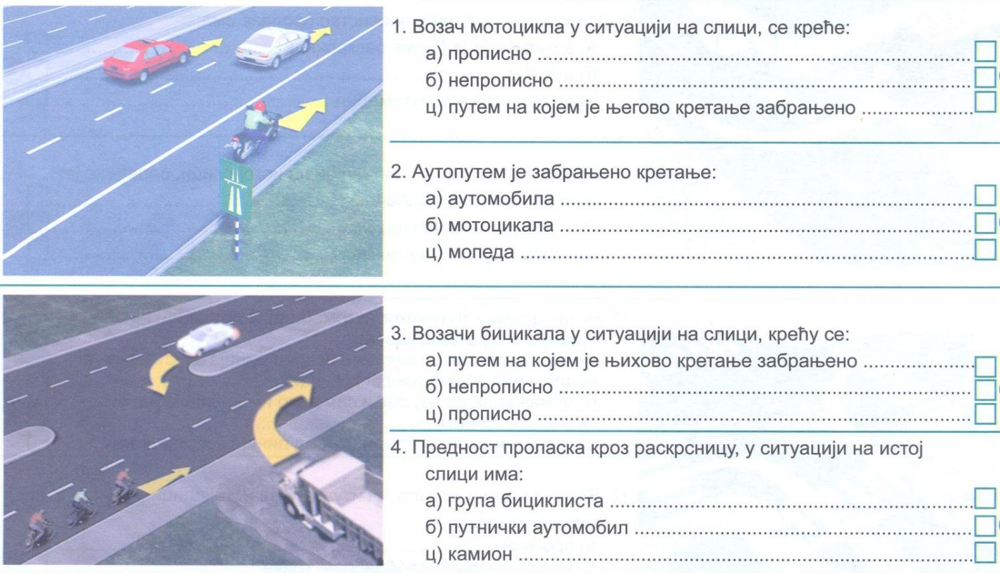 1. Возач мотоцикла у ситуацији на слици, се креће:
а) прописно
б) непрописно
ц) путем на којем је његово кретање забрањено
2. Аутопутем је забрањено кретање:
а) аутомобила
б) мотоцикала
ц) мопеда
3. Возачи бицикала у ситуацији на слици, крећу се:
а) путем на којем је њихово кретање забрањено
б) непрописно
ц) прописно
4. Предност проласка кроз раскрсницу, у ситуацији на истој
слици има:
а) група бициклиста
б) путнички аутомобил
ц) камион